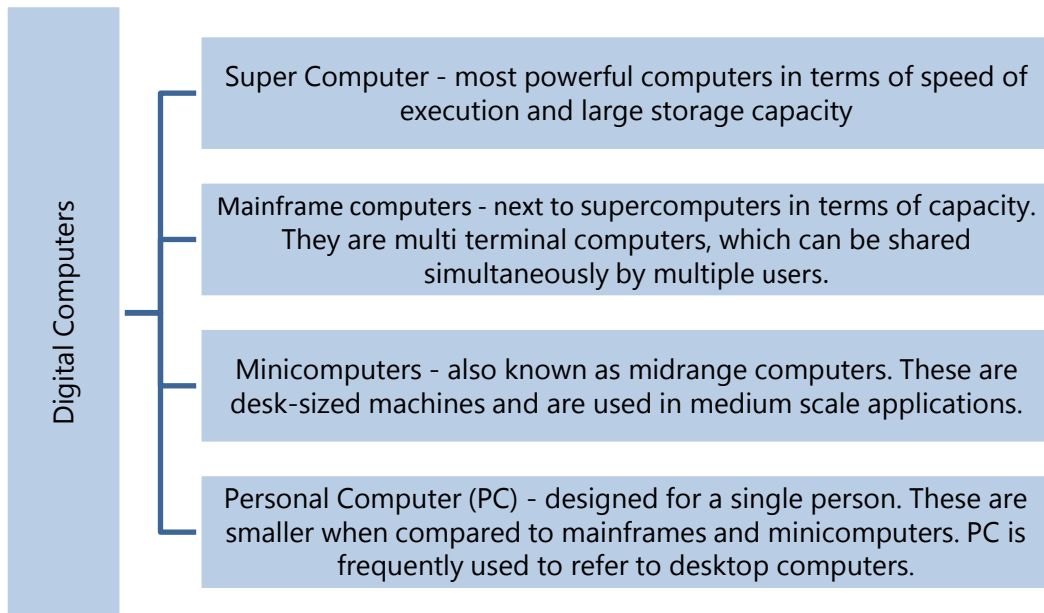 Digital Computers
Super Computer - most powerful computers in terms of speed of
execution and large storage capacity
Mainframe computers - next to supercomputers in terms of capacity.
They are multi terminal computers, which can be shared
simultaneously by multiple users.
Minicomputers - also known as midrange computers. These are
desk-sized machines and are used in medium scale applications.
Personal Computer (PC) - designed for a single person. These are
smaller when compared to mainframes and minicomputers. PC is
frequently used to refer to desktop computers.